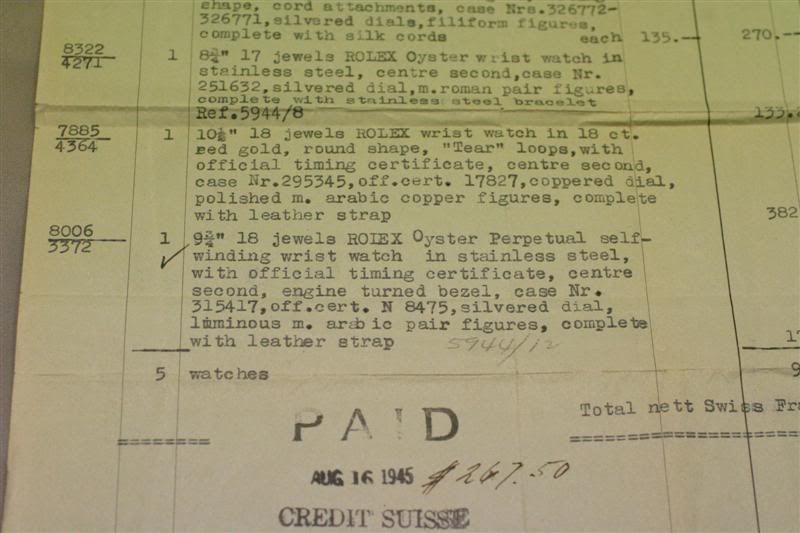 shape, cord attachments, case Nrs.326772-
326771,silvered dials,filiform figures,
complete with silk cords each 135.-- 270.--
8322
4271
1 8¾" 17 jewels ROLEX Oyster wrist watch in
stainless steel, centre second,case Nr.
251632,silvered dial,m.roman pair figures,
complete with stainless steel bracelet
Ref.5944/8 133.
7885
4364
1 10½" 18 jewels ROLEX wrist watch in 18 ct.
red gold, round shape, "Tear" loops,with
official timing certificate, centre second,
case Nr.295345,off.cert. 17827,coppered dial,
polished m. arabic copper figures, complete
with leather strap 382
8006
3372
1 9¾" 18 jewels ROLEX Oyster Perpetual self-
winding wrist watch in stainless steel,
with official timing certificate, centre
second, engine turned bezel, case Nr.
315417,off.cert. N 8475,silvered dial,
luminous m. arabic pair figures, complete
with leather strap 5944/12
5 watches
Total nett Swiss Fra
PAID
AUG 16 1945 $267.50
CREDIT SUISSE